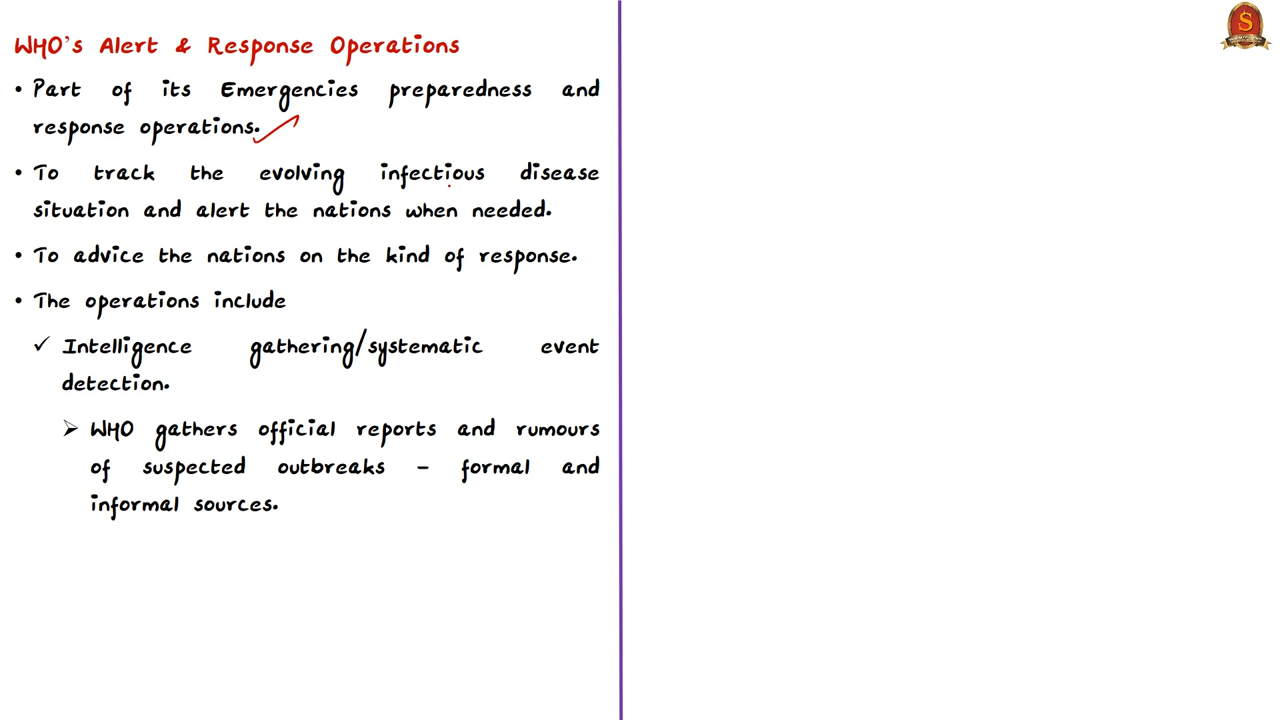 WHO's Alert & Response Operations
• Part of its Emergencies preparedness and
response operations.
• To track the evolving infectious disease
situation and alert the nations when needed.
• To advice the nations on the kind of response.
• The operations include
✓ Intelligence gathering/systematic event
detection.
➢ WHO gathers official reports and rumours
of suspected outbreaks – formal and
informal sources.
S